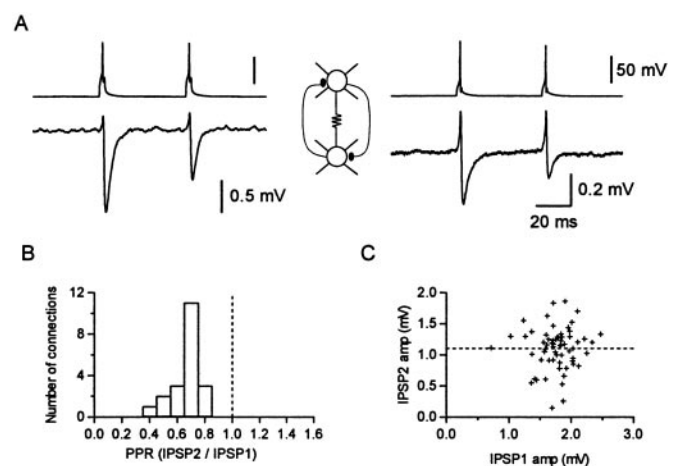 A
50 mV
0.5 mV
0.2 mV
20 ms
B
Number of connections
12
8
4
0
0.0 0.2 0.4 0.6 0.8 1.0 1.2 1.4 1.6
PPR (IPSP2 / IPSP1)
C
IPSP2 amp (mV)
2.0
1.5
1.0
0.5
0.0
0.0 1.0 2.0 3.0
IPSP1 amp (mV)